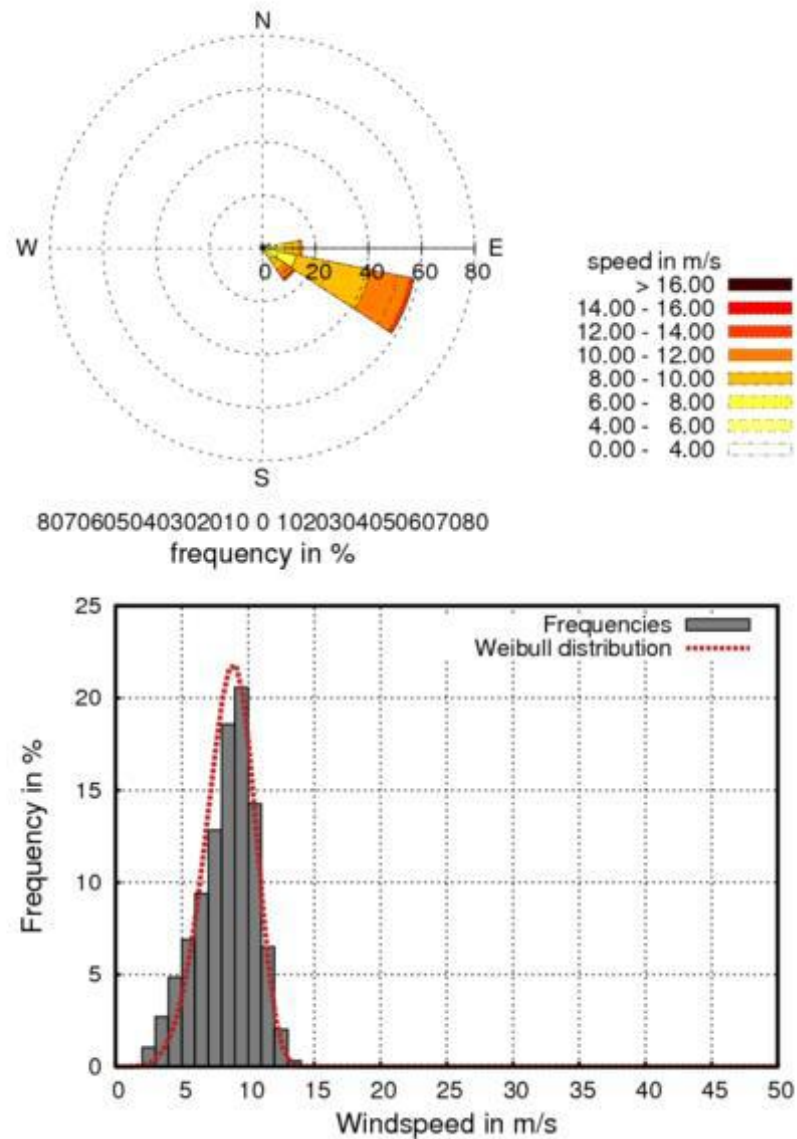 N
W
E
0 20 40 60 80
S
speed in m/s
> 16.00
14.00 - 16.00
12.00 - 14.00
10.00 - 12.00
8.00 - 10.00
6.00 - 8.00
4.00 - 6.00
0.00 - 4.00
80706050403020100 0 1020304050607080
frequency in %
25
20
15
10
5
0
Frequency in %
Frequencies
Weibull distribution
0 5 10 15 20 25 30 35 40 45 50
Windspeed in m/s